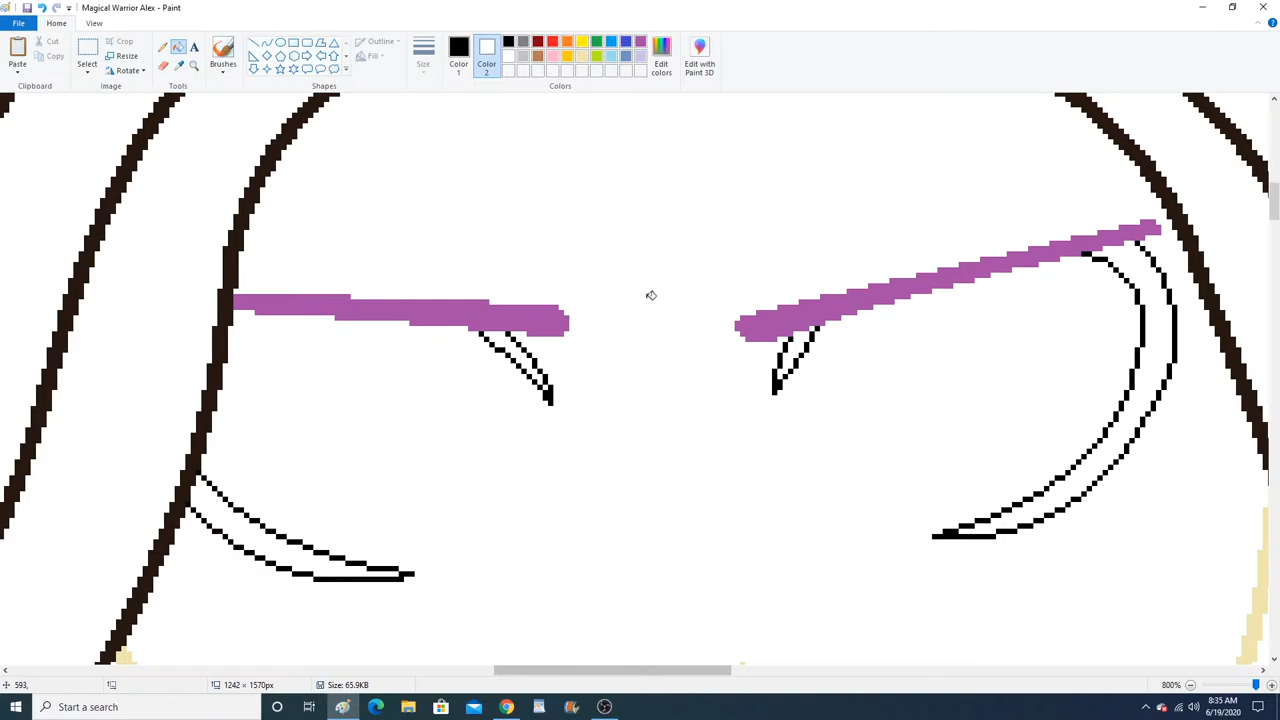 Magical Warrior Alex - Paint
File Home View
Paste
Cut
Copy
Clipboard
Select
Crop
Resize
Rotate
Image
A
Tools
Brushes
Outline
Fill
Shapes
Size
Color 1
Color 2
Edit colors
Edit with Paint 3D
Colors
593, 1242 × 1570px Size: 65.9KB 800%
Search 8:35 AM
6/19/2020